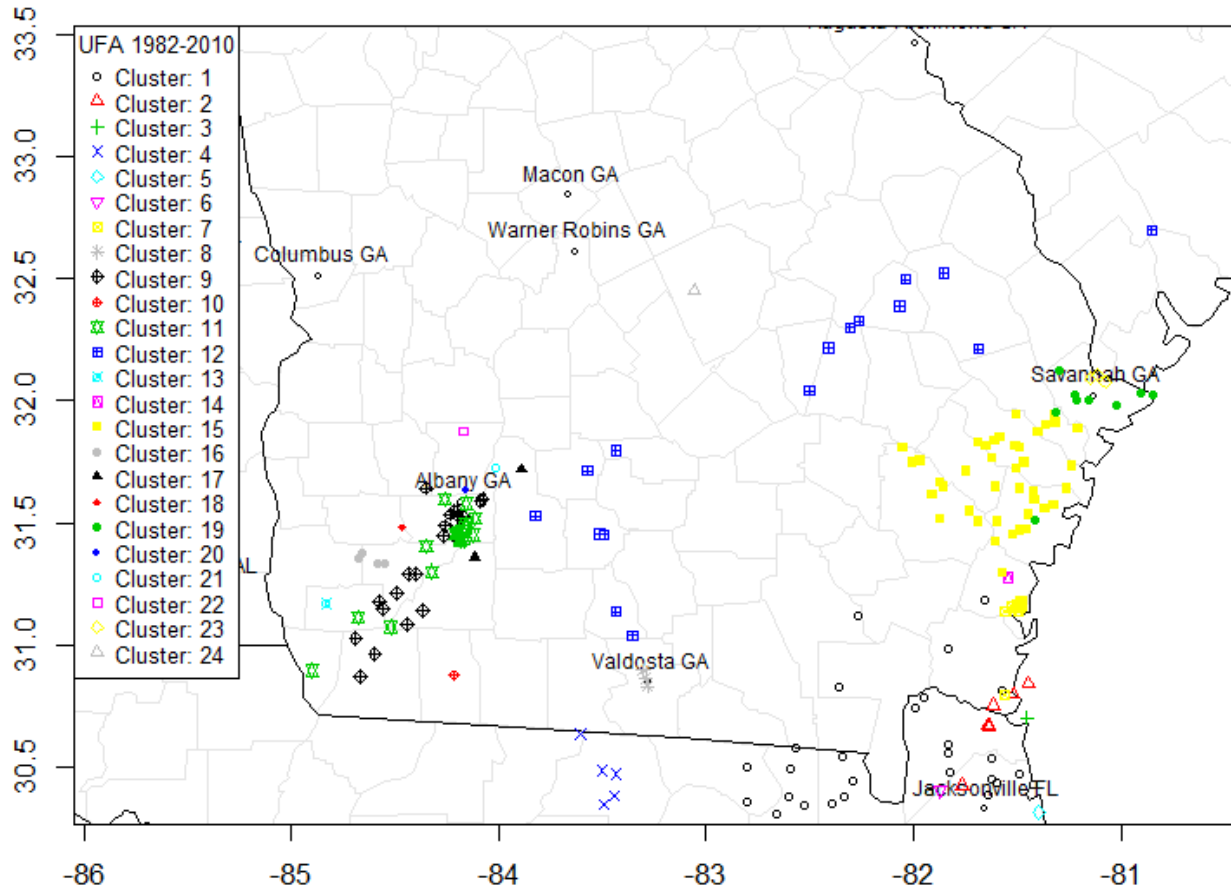 UFA 1982-2010
Cluster: 1
Cluster: 2
Cluster: 3
Cluster: 4
Cluster: 5
Cluster: 6
Cluster: 7
Cluster: 8
Cluster: 9
Cluster: 10
Cluster: 11
Cluster: 12
Cluster: 13
Cluster: 14
Cluster: 15
Cluster: 16
Cluster: 17
Cluster: 18
Cluster: 19
Cluster: 20
Cluster: 21
Cluster: 22
Cluster: 23
Cluster: 24
Macon GA
Warner Robins GA
Columbus GA
Savannah GA
Albany GA
AL
Valdosta GA
Jacksonville FL
33.5
33.0
32.5
32.0
31.5
31.0
30.5
-86
-85
-84
-83
-82
-81